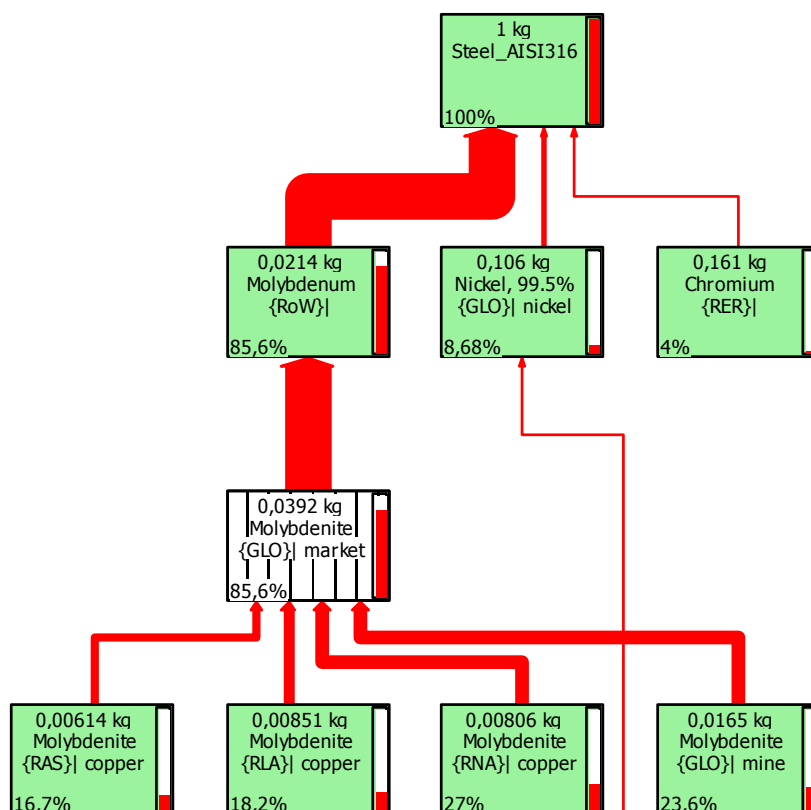 1 kg
Steel_AISI316
100%
0,0214 kg
Molybdenum
{RoW}|
85,6%
0,106 kg
Nickel, 99.5%
{GLO}| nickel
8,68%
0,161 kg
Chromium
{RER}|
4%
0,0392 kg
Molybdenite
{GLO}| market
85,6%
0,00614 kg
Molybdenite
{RAS}| copper
16,7%
0,00851 kg
Molybdenite
{RLA}| copper
18,2%
0,00806 kg
Molybdenite
{RNA}| copper
27%
0,0165 kg
Molybdenite
{GLO}| mine
23,6%